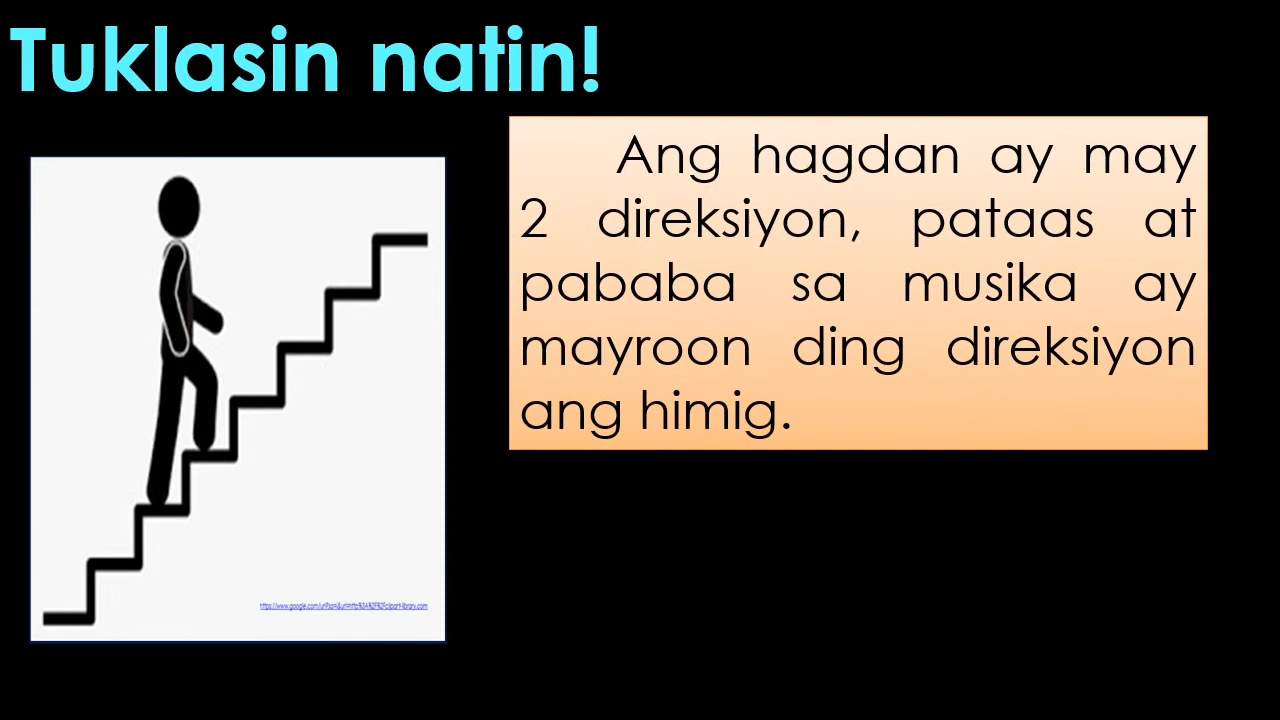 Tuklasin natin!
Ang hagdan ay may
2 direksiyon, pataas at
pababa sa musika ay
mayroon ding direksiyon
ang himig.